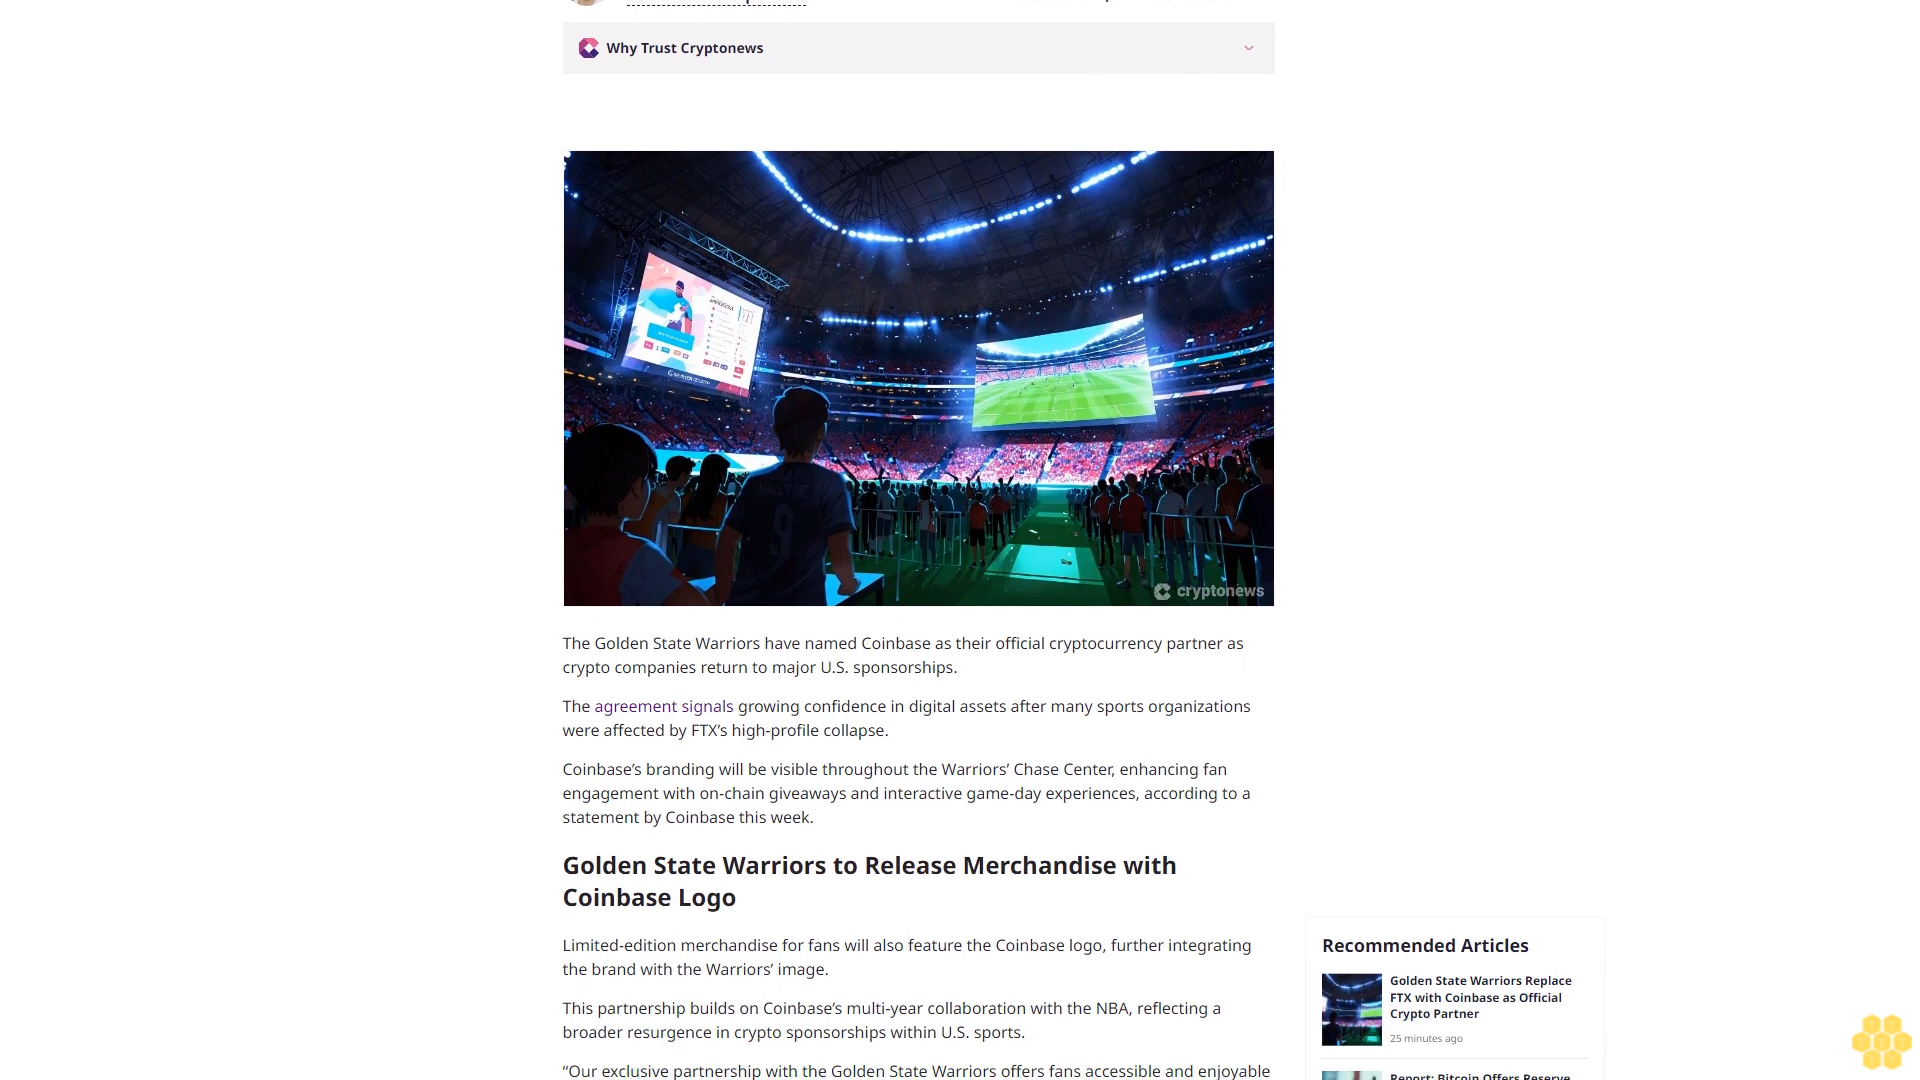 Why Trust Cryptonews
cryptonews
The Golden State Warriors have named Coinbase as their official cryptocurrency partner as
crypto companies return to major U.S. sponsorships.
The agreement signals growing confidence in digital assets after many sports organizations
were affected by FTX’s high-profile collapse.
Coinbase’s branding will be visible throughout the Warriors’ Chase Center, enhancing fan
engagement with on-chain giveaways and interactive game-day experiences, according to a
statement by Coinbase this week.
Golden State Warriors to Release Merchandise with
Coinbase Logo
Limited-edition merchandise for fans will also feature the Coinbase logo, further integrating
the brand with the Warriors’ image.
This partnership builds on Coinbase’s multi-year collaboration with the NBA, reflecting a
broader resurgence in crypto sponsorships within U.S. sports.
“Our exclusive partnership with the Golden State Warriors offers fans accessible and enjoyable
Recommended Articles
Golden State Warriors Replace
FTX with Coinbase as Official
Crypto Partner
25 minutes ago
Report: Bitcoin Offers Reserve